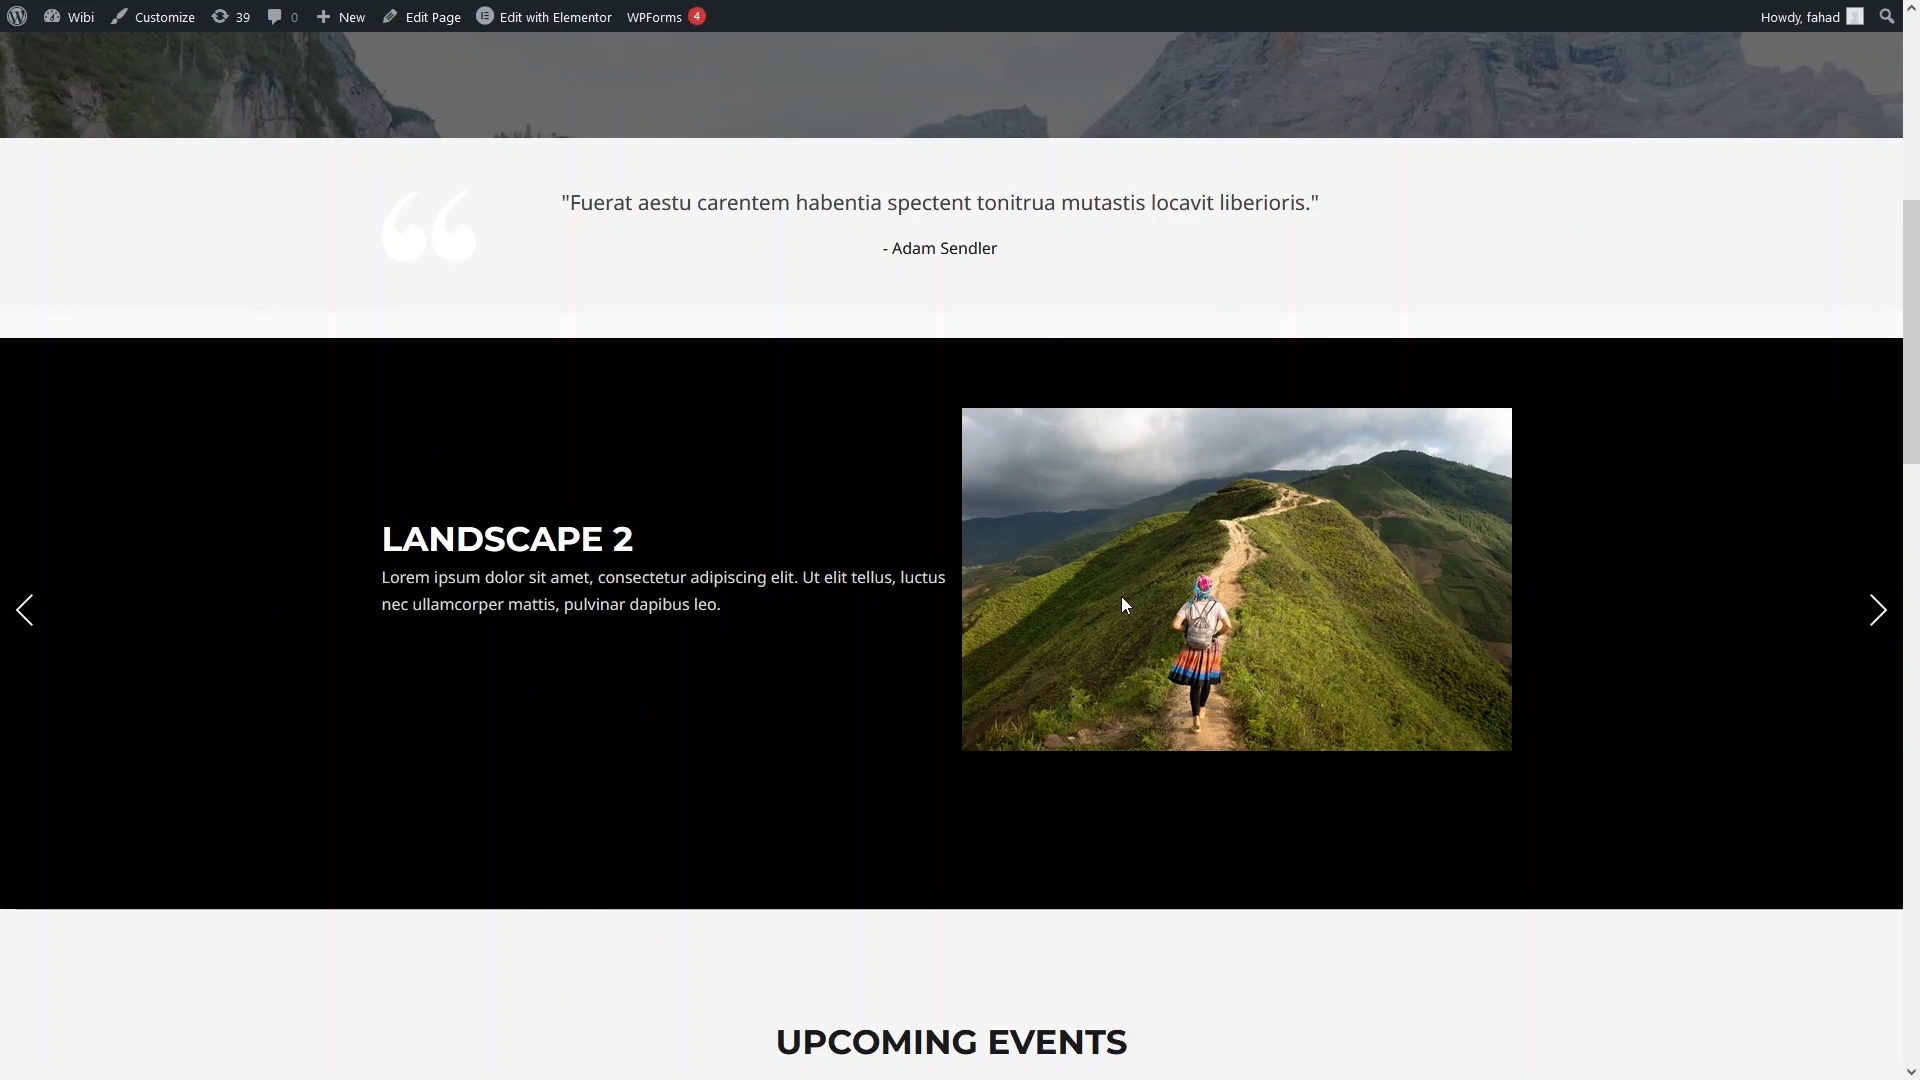 Wibi Customize 39 0 New Edit Page Edit with Elementor WPForms 4 Howdy, fahad
"Fuerat aestu carentem habentia spectent tonitrua mutastis locavit liberioris."
- Adam Sendler
LANDSCAPE 2
Lorem ipsum dolor sit amet, consectetur adipiscing elit. Ut elit tellus, luctus
nec ullamcorper mattis, pulvinar dapibus leo.
UPCOMING EVENTS